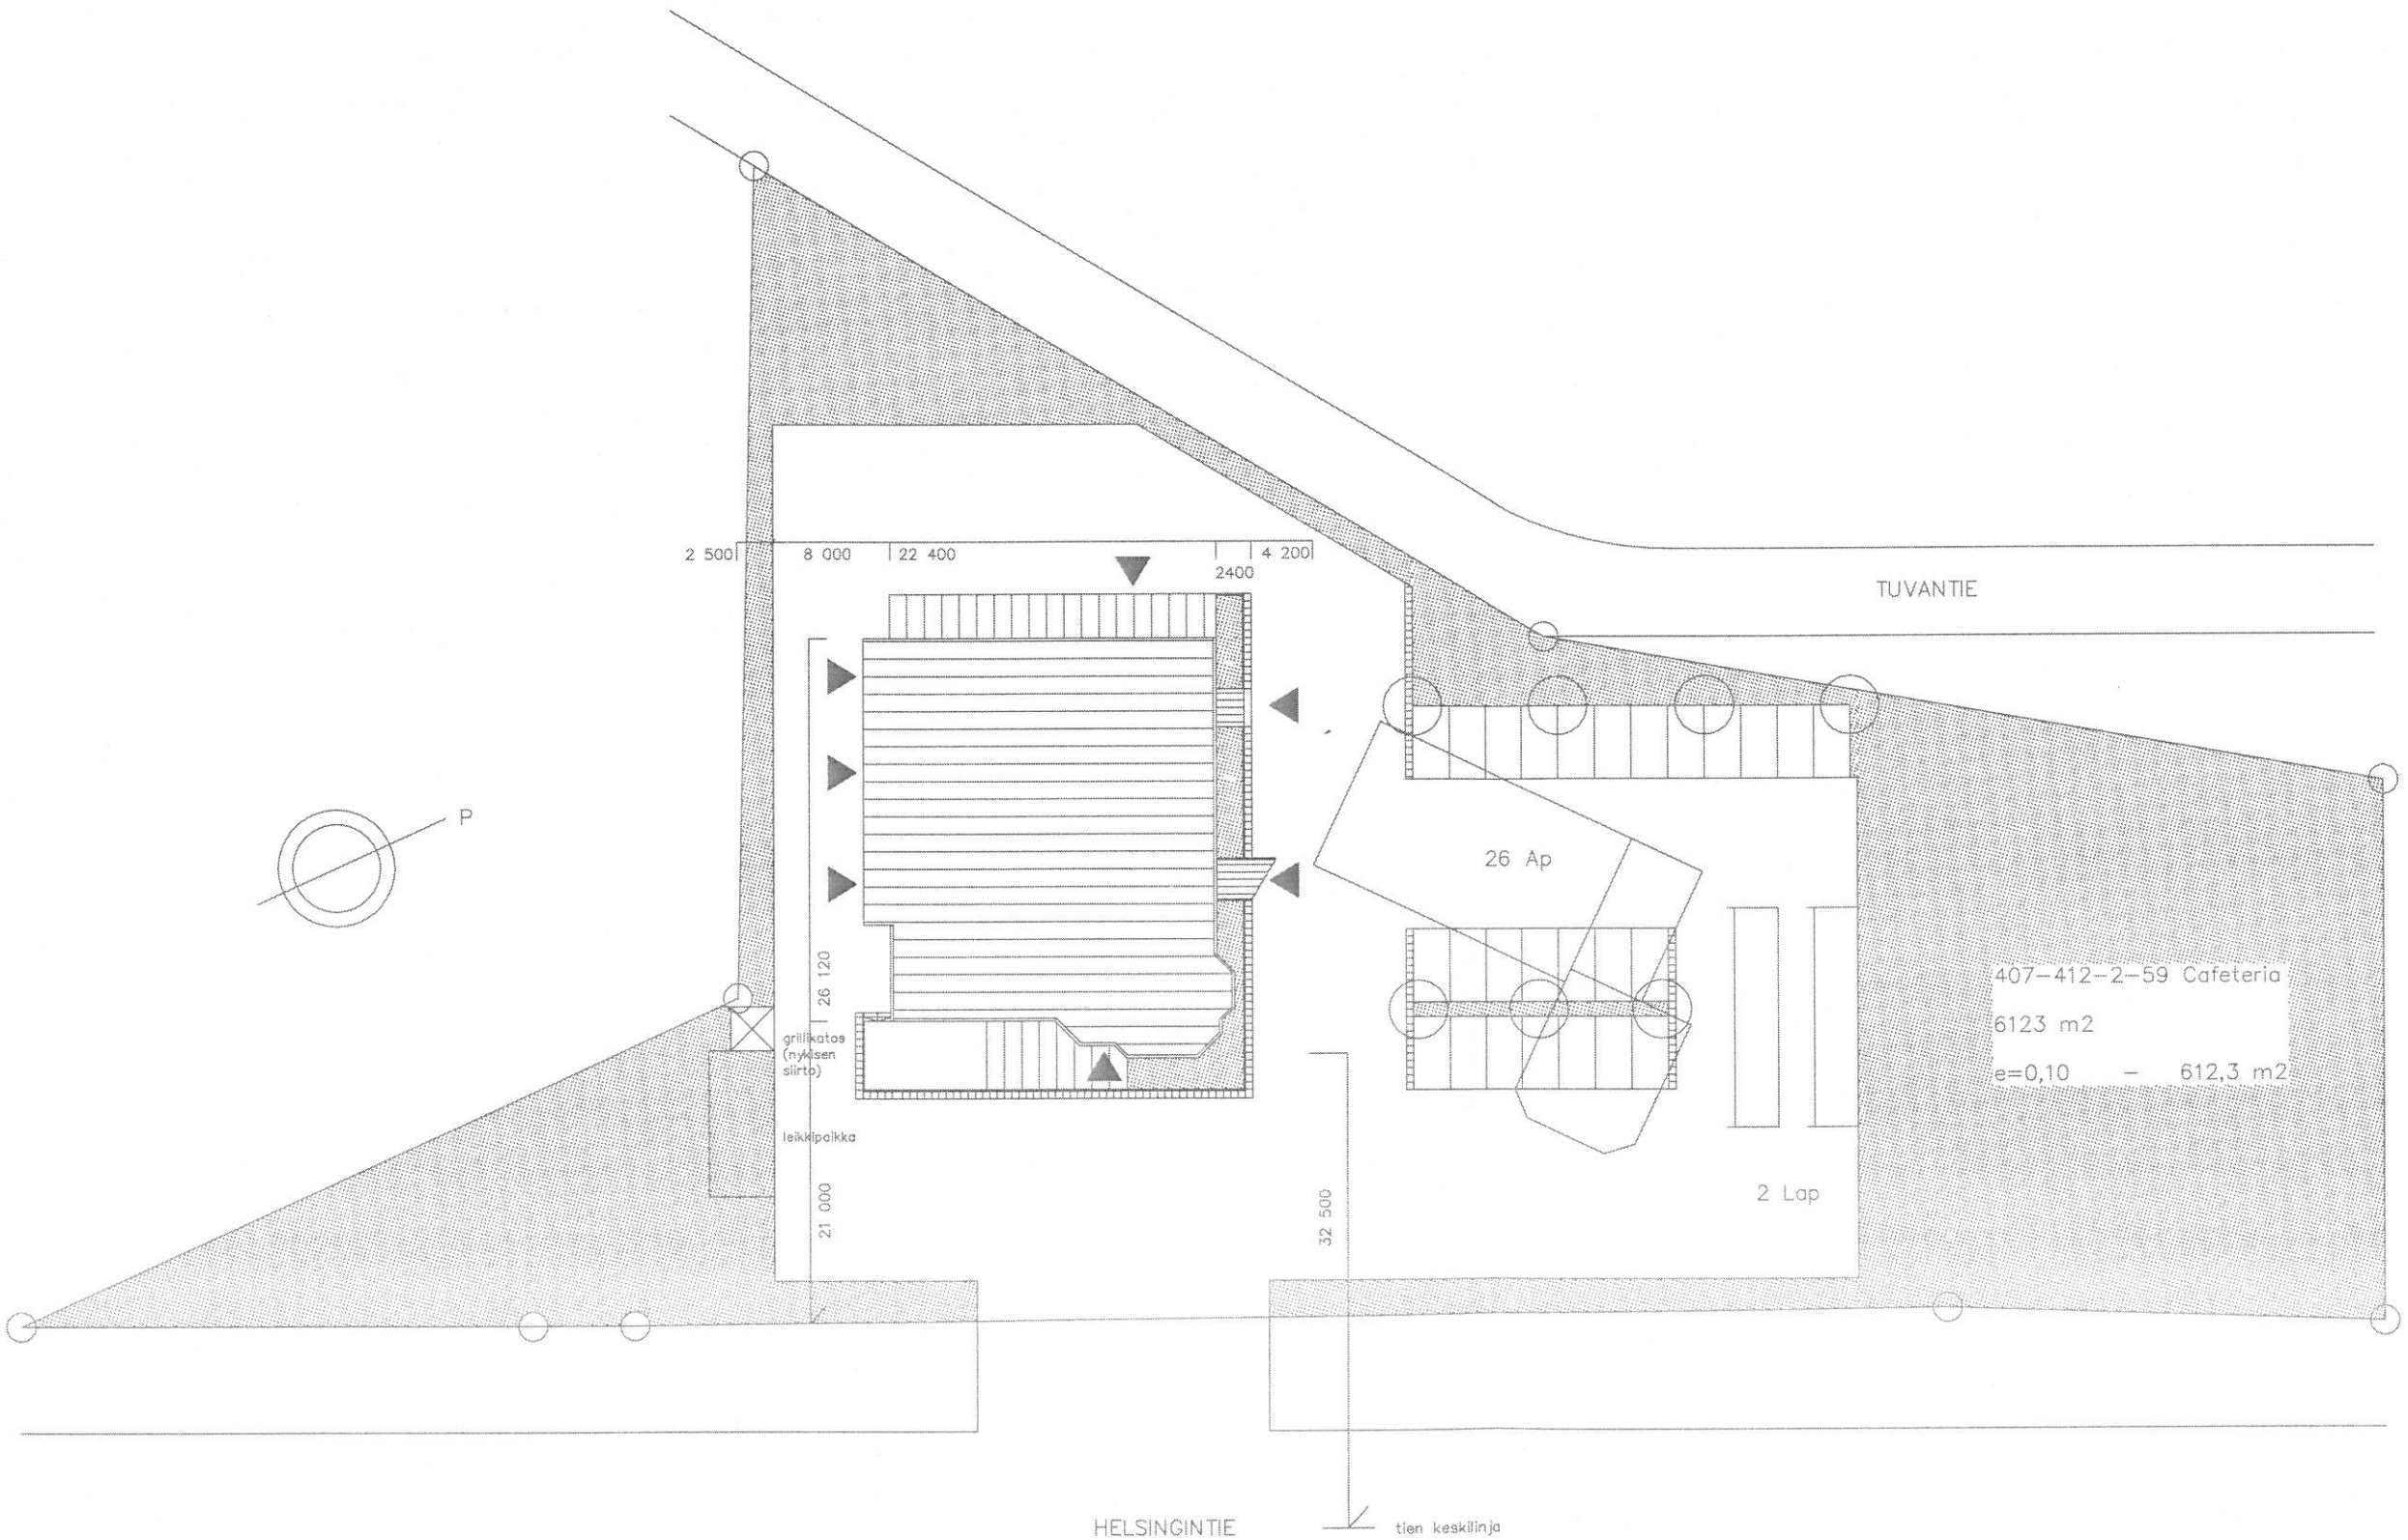 2 500
8 000
22 400
2400
4 200
TUVANTIE
P
26 Ap
26 120
407-412-2-59 Cafeteria
6123 m2
e=0,10 - 612,3 m2
grillikatos
(nykisen
siirto)
leikkipaikka
21 000
32 500
2 Lap
HELSINGINTIE
tien keskilinja